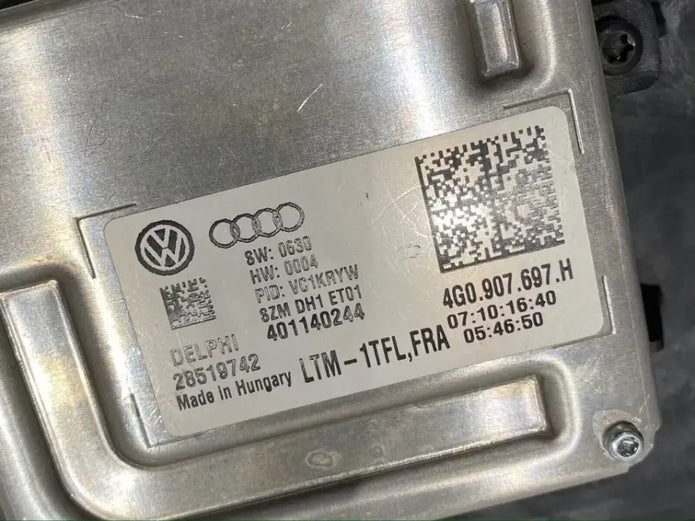 SW: 0630
HW: 0004
PID: VC1KRYW
SZM DH1 ET01
401140244
DELPHI
28519742
Made in Hungary
LTM-1TFL,FRA
4G0.907.697.H
07:10:16:40
05:46:50